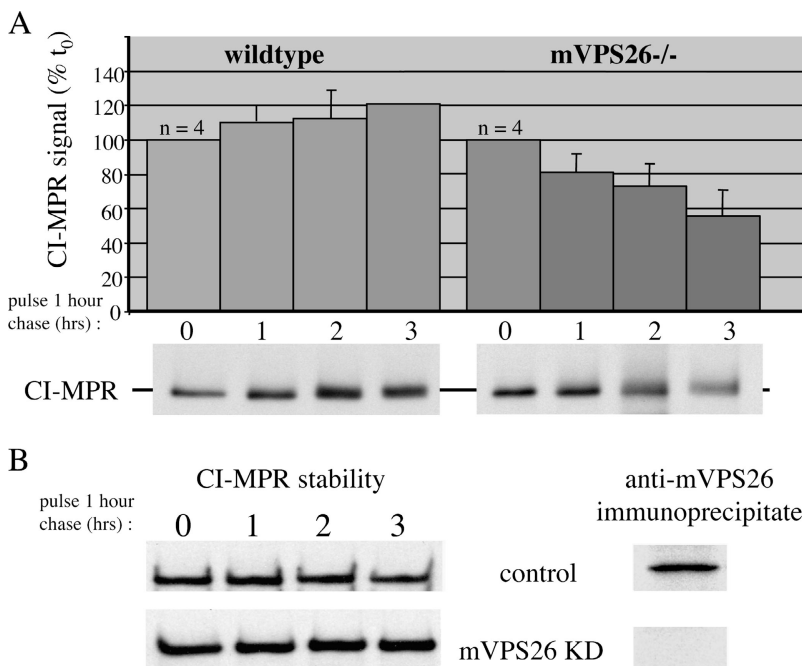 A
CI-MPR signal (% t0)
140
120
100
80
60
40
20
0
wildtype
mVPS26-/-
n = 4
n = 4
pulse 1 hour
chase (hrs) :
0 1 2 3 0 1 2 3
CI-MPR
B
CI-MPR stability
anti-mVPS26
immunoprecipitate
pulse 1 hour
chase (hrs) :
0 1 2 3
control
mVPS26 KD